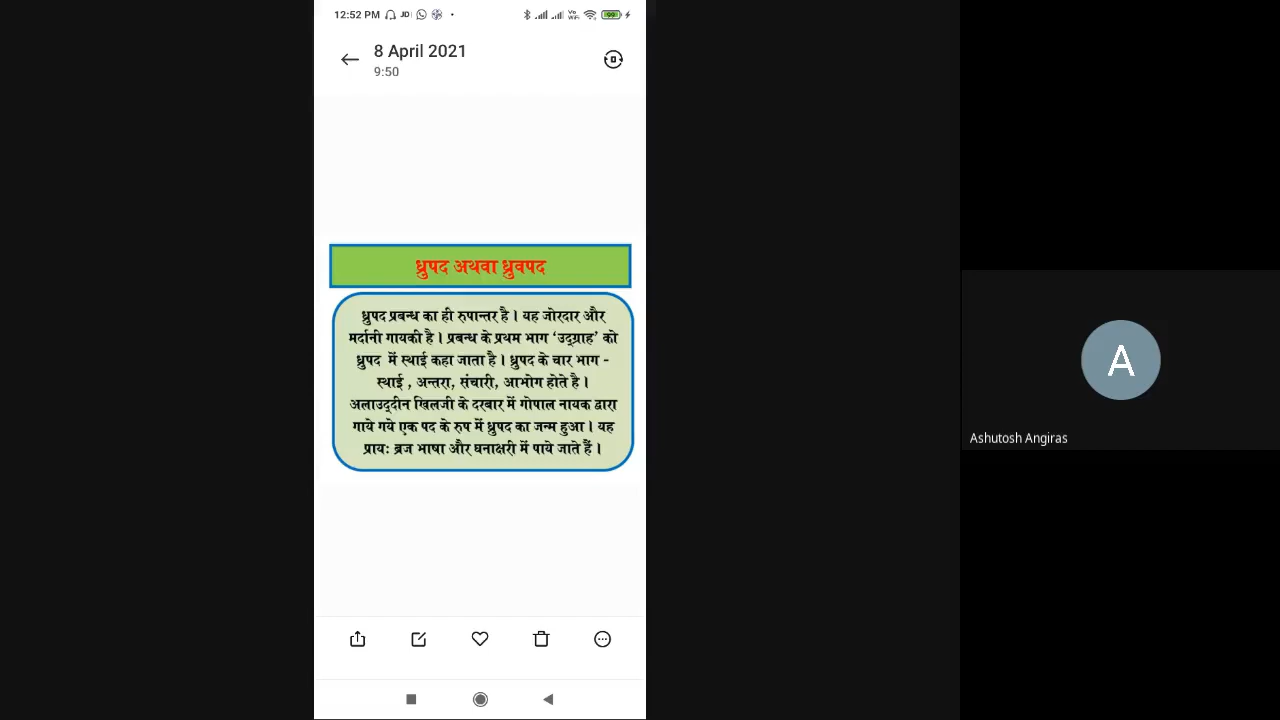 12:52 PM
8 April 2021
9:50
ध्रुपद अथवा ध्रुवपद
ध्रुपद प्रबन्ध का ही रुपान्तर है । यह जोरदार और
मर्दानी गायकी है । प्रबन्ध के प्रथम भाग ‘उद्ग्राह’ को
ध्रुपद में स्थाई कहा जाता है । ध्रुपद के चार भाग -
स्थाई , अन्तरा, संचारी, आभोग होते है ।
अलाउद्दीन खिलजी के दरबार में गोपाल नायक द्वारा
गाये गये एक पद के रुप में ध्रुपद का जन्म हुआ । यह
प्रायः ब्रज भाषा और घनाक्षरी में पाये जाते हैं ।
A
Ashutosh Angiras